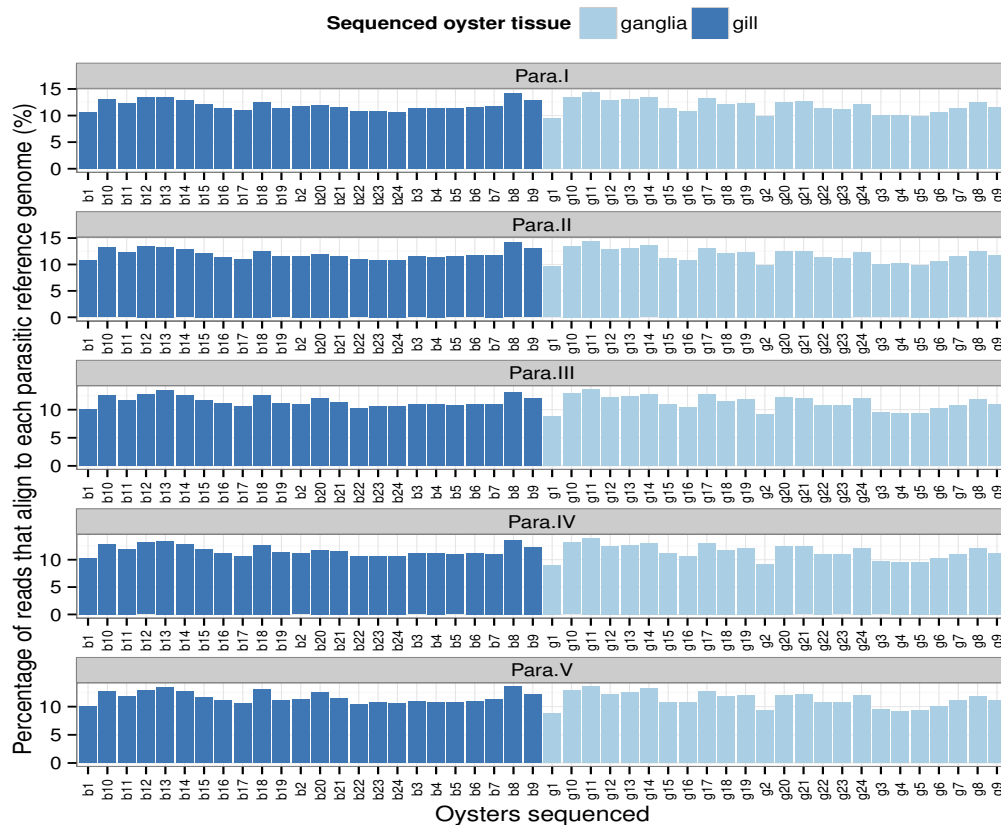 Sequenced oyster tissue ganglia gill
Percentage of reads that align to each parasitic reference genome (%)
Para.I
15
10
5
0
b1 b10 b11 b12 b13 b14 b15 b16 b17 b18 b19 b2 b20 b21 b22 b23 b24 b3 b4 b5 b6 b7 b8 b9 g1 g10 g11 g12 g13 g14 g15 g16 g17 g18 g19 g2 g20 g21 g22 g23 g24 g3 g4 g5 g6 g7 g8 g9
Para.II
15
10
5
0
b1 b10 b11 b12 b13 b14 b15 b16 b17 b18 b19 b2 b20 b21 b22 b23 b24 b3 b4 b5 b6 b7 b8 b9 g1 g10 g11 g12 g13 g14 g15 g16 g17 g18 g19 g2 g20 g21 g22 g23 g24 g3 g4 g5 g6 g7 g8 g9
Para.III
10
5
0
b1 b10 b11 b12 b13 b14 b15 b16 b17 b18 b19 b2 b20 b21 b22 b23 b24 b3 b4 b5 b6 b7 b8 b9 g1 g10 g11 g12 g13 g14 g15 g16 g17 g18 g19 g2 g20 g21 g22 g23 g24 g3 g4 g5 g6 g7 g8 g9
Para.IV
10
5
0
b1 b10 b11 b12 b13 b14 b15 b16 b17 b18 b19 b2 b20 b21 b22 b23 b24 b3 b4 b5 b6 b7 b8 b9 g1 g10 g11 g12 g13 g14 g15 g16 g17 g18 g19 g2 g20 g21 g22 g23 g24 g3 g4 g5 g6 g7 g8 g9
Para.V
10
5
0
b1 b10 b11 b12 b13 b14 b15 b16 b17 b18 b19 b2 b20 b21 b22 b23 b24 b3 b4 b5 b6 b7 b8 b9 g1 g10 g11 g12 g13 g14 g15 g16 g17 g18 g19 g2 g20 g21 g22 g23 g24 g3 g4 g5 g6 g7 g8 g9
Oysters sequenced